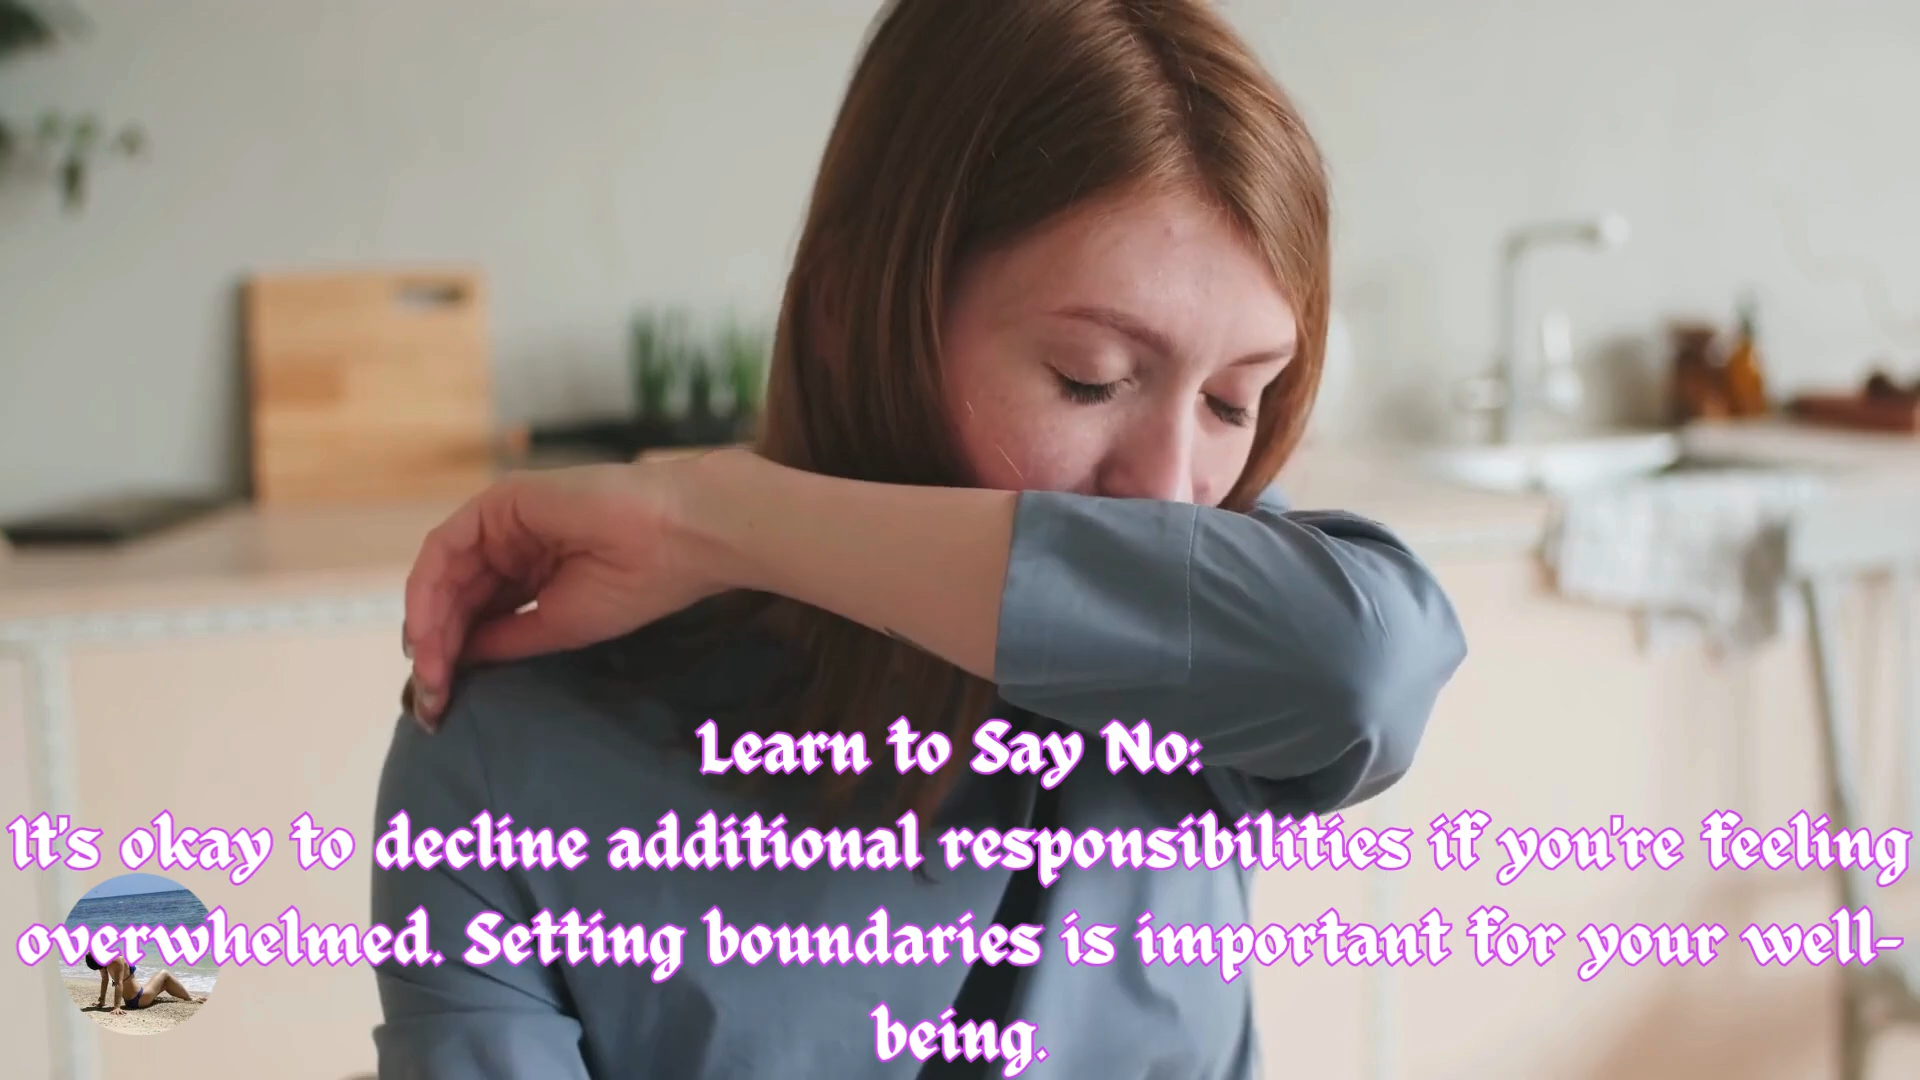 Learn to Say No:
It's okay to decline additional responsibilities if you're feeling
overwhelmed. Setting boundaries is important for your well-
being.